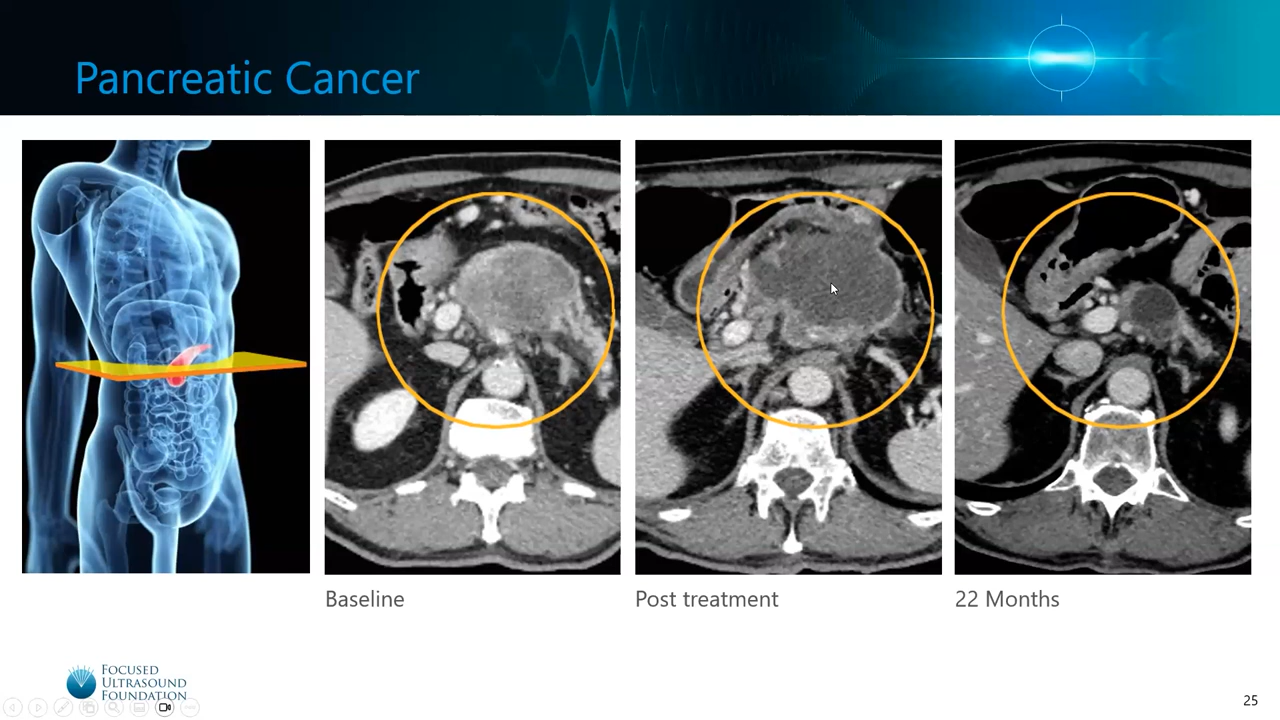 Pancreatic Cancer
Baseline
Post treatment
22 Months
FOCUSED
ULTRASOUND
FOUNDATION
25